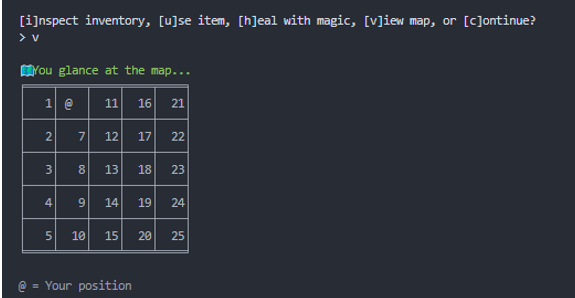 [i]nspect inventory, [u]se item, [h]eal with magic, [v]iew map, or [c]ontinue?
> v
You glance at the map...
1 @ 11 16 21
2 7 12 17 22
3 8 13 18 23
4 9 14 19 24
5 10 15 20 25
@ = Your position